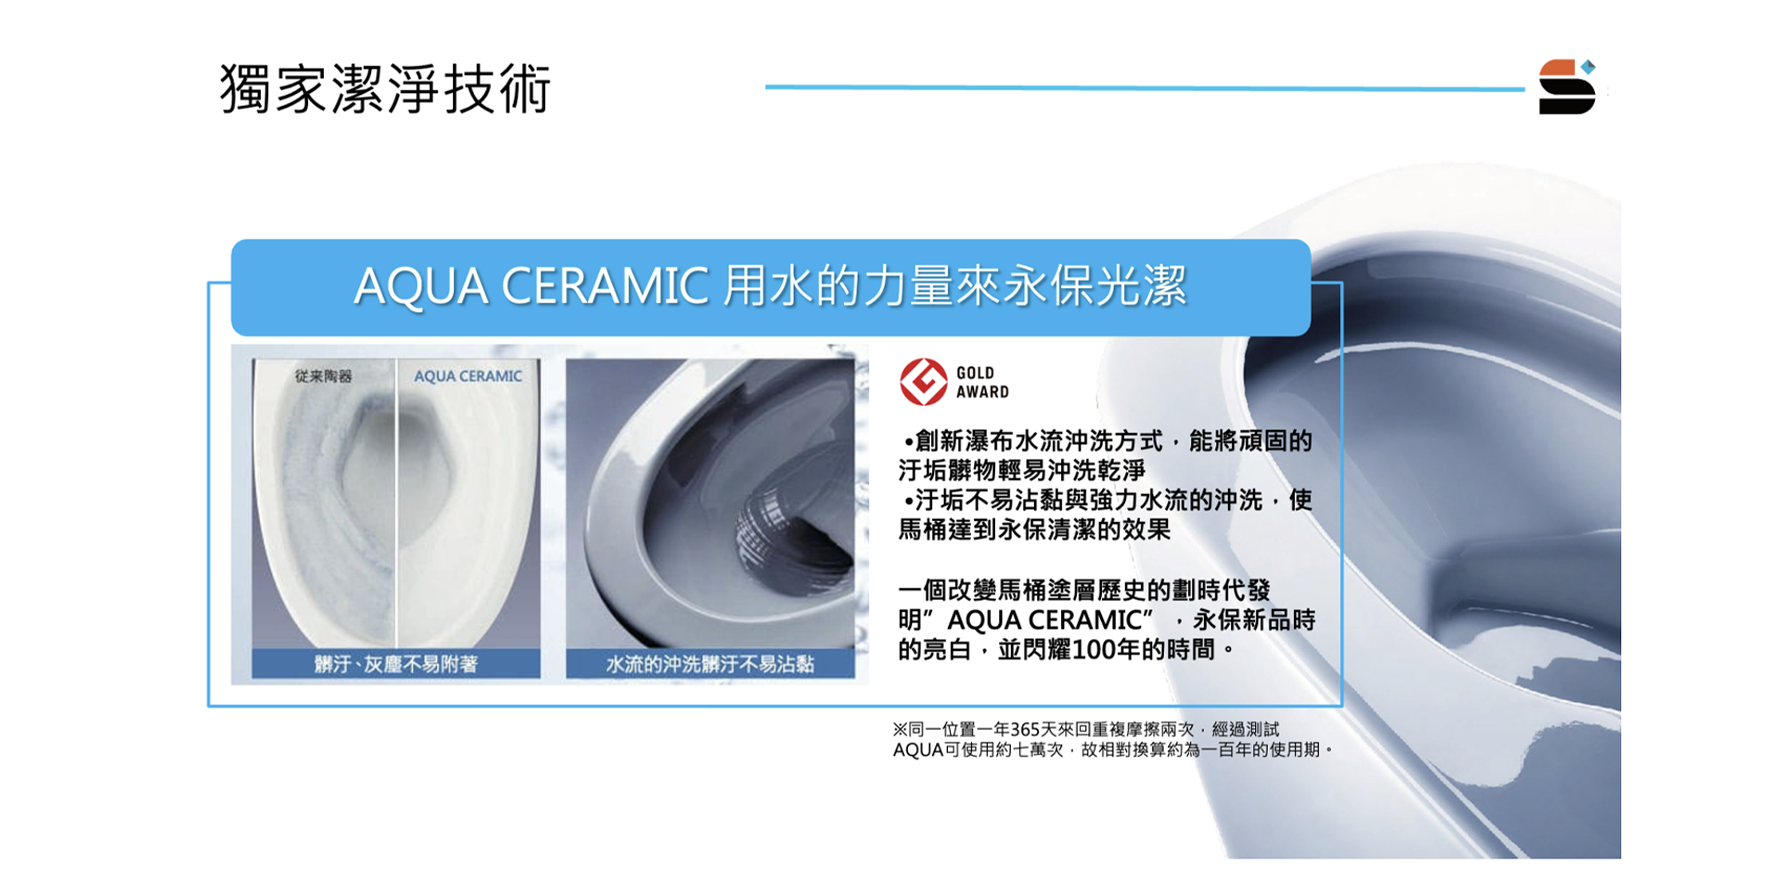 獨家潔淨技術
AQUA CERAMIC 用水的力量來永保光潔
従来陶器
AQUA CERAMIC
髒汙、灰塵不易附著
水流的沖洗髒汙不易沾黏
GOLD
AWARD
•創新瀑布水流沖洗方式，能將頑固的
汙垢髒物輕易沖洗乾淨
•汙垢不易沾黏與強力水流的沖洗，使
馬桶達到永保清潔的效果
一個改變馬桶塗層歷史的劃時代發
明”AQUA CERAMIC”，永保新品時
的亮白，並閃耀100年的時間。
※同一位置一年365天來回重複摩擦兩次，經過測試
AQUA可使用約七萬次，故相對換算約為一百年的使用期。